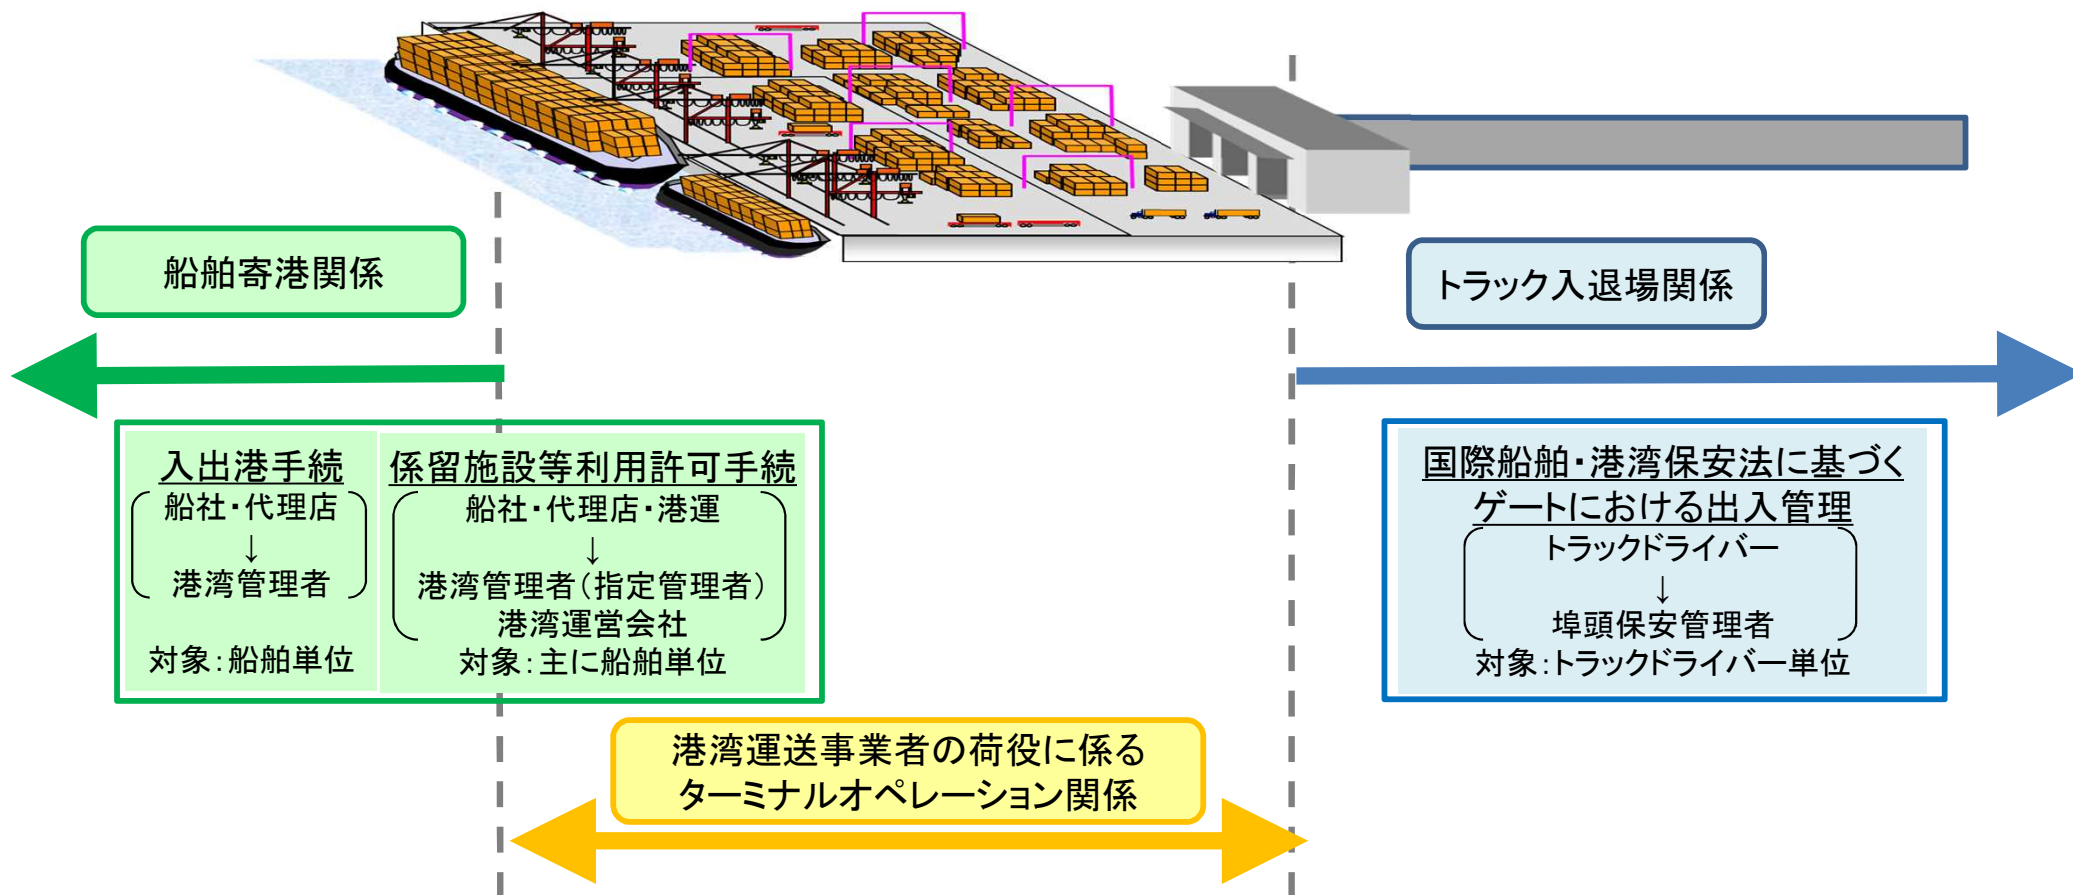 船舶寄港関係
トラック入退場関係
入出港手続
船社・代理店
↓
港湾管理者
対象：船舶単位
係留施設等利用許可手続
船社・代理店・港運
↓
港湾管理者（指定管理者）
港湾運営会社
対象：主に船舶単位
国際船舶・港湾保安法に基づく
ゲートにおける出入管理
トラックドライバー
↓
埠頭保安管理者
対象：トラックドライバー単位
港湾運送事業者の荷役に係る
ターミナルオペレーション関係